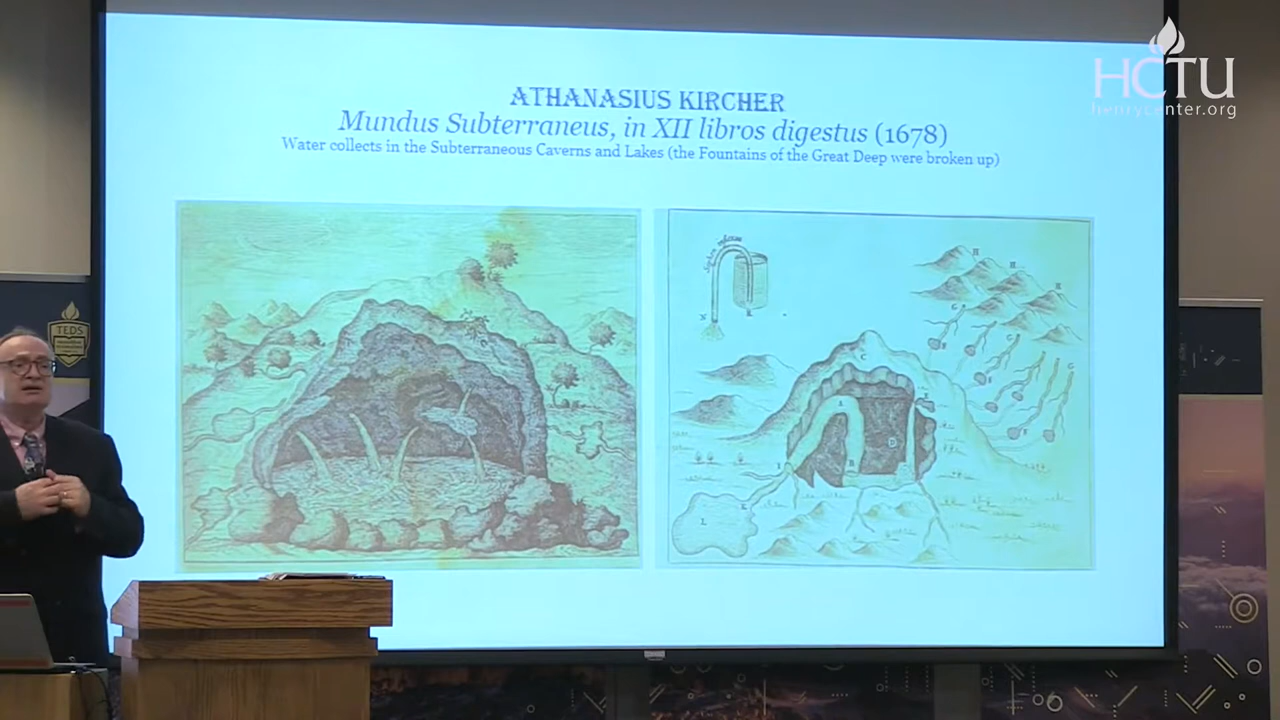 ATHANASIUS KIRCHER
Mundus Subterraneus, in XII libros digestus (1678)
Water collects in the Subterraneous Caverns and Lakes (the Fountains of the Great Deep were broken up)
HCTU
henrycenter.org
TEDS